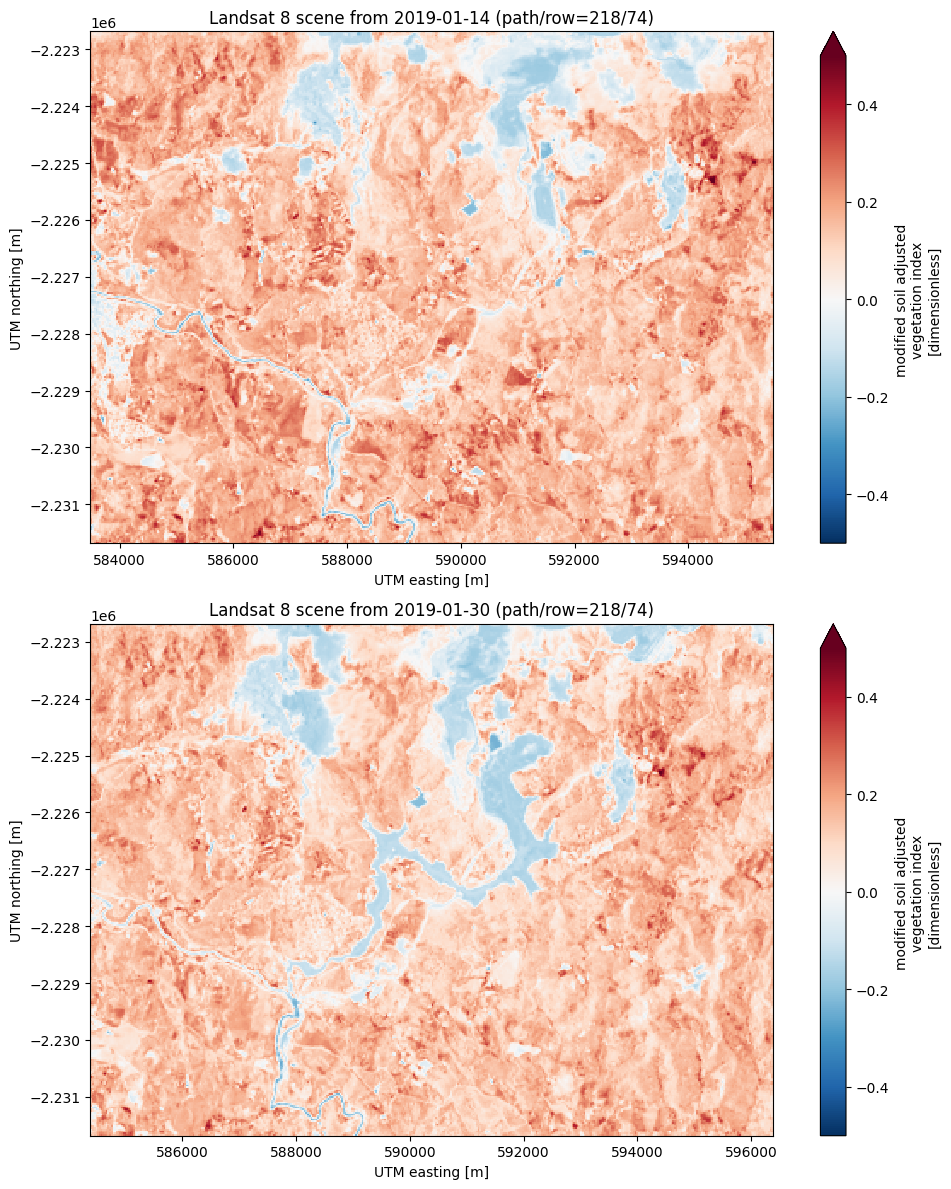 Landsat 8 scene from 2019-01-14 (path/row=218/74)
1e6
−2.223
−2.224
−2.225
−2.226
−2.227
−2.228
−2.229
−2.230
−2.231
UTM northing [m]
584000 586000 588000 590000 592000 594000
UTM easting [m]
0.4
0.2
0.0
−0.2
−0.4
modified soil adjusted
vegetation index
[dimensionless]
Landsat 8 scene from 2019-01-30 (path/row=218/74)
1e6
−2.223
−2.224
−2.225
−2.226
−2.227
−2.228
−2.229
−2.230
−2.231
UTM northing [m]
586000 588000 590000 592000 594000 596000
UTM easting [m]
0.4
0.2
0.0
−0.2
−0.4
modified soil adjusted
vegetation index
[dimensionless]